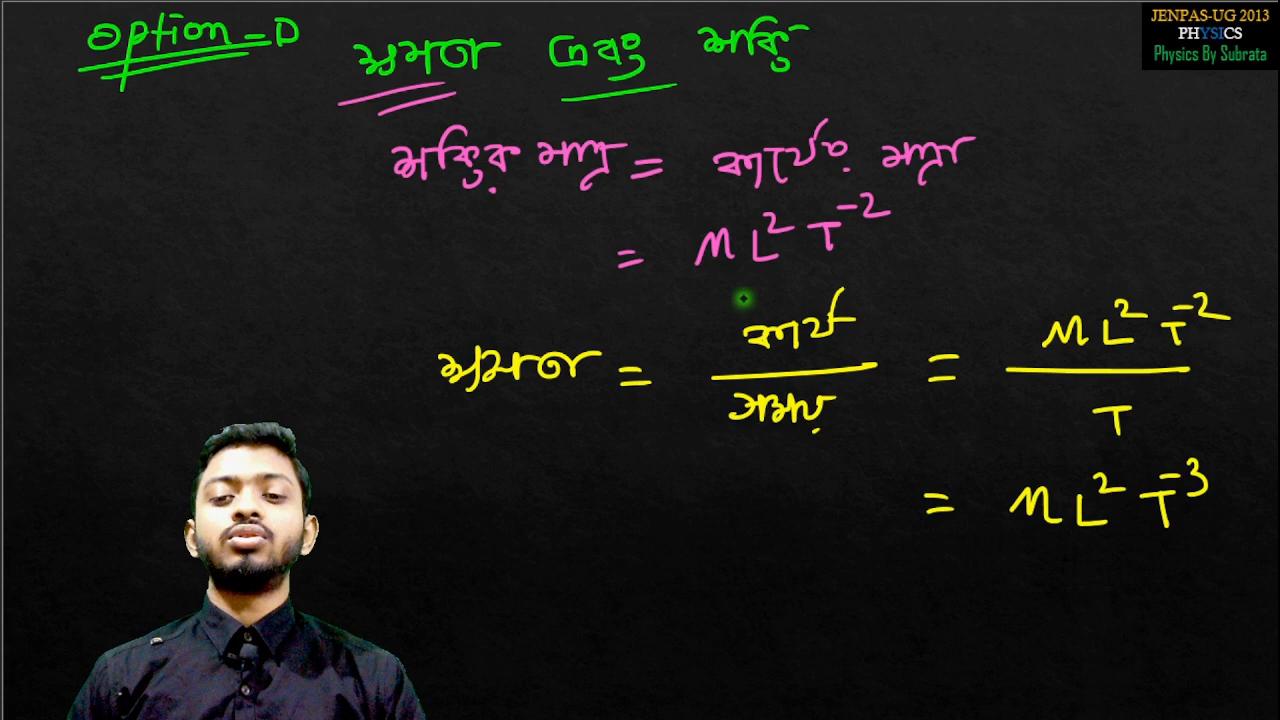 option-D ক্ষমতা এবং শক্তি
JENPAS-UG 2013
PHYSICS
Physics By Subrata
শক্তির মাত্রা = কার্যের মাত্রা
= ML²T⁻²
ক্ষমতা = কার্য / সময় = ML²T⁻² / T
= ML²T⁻³